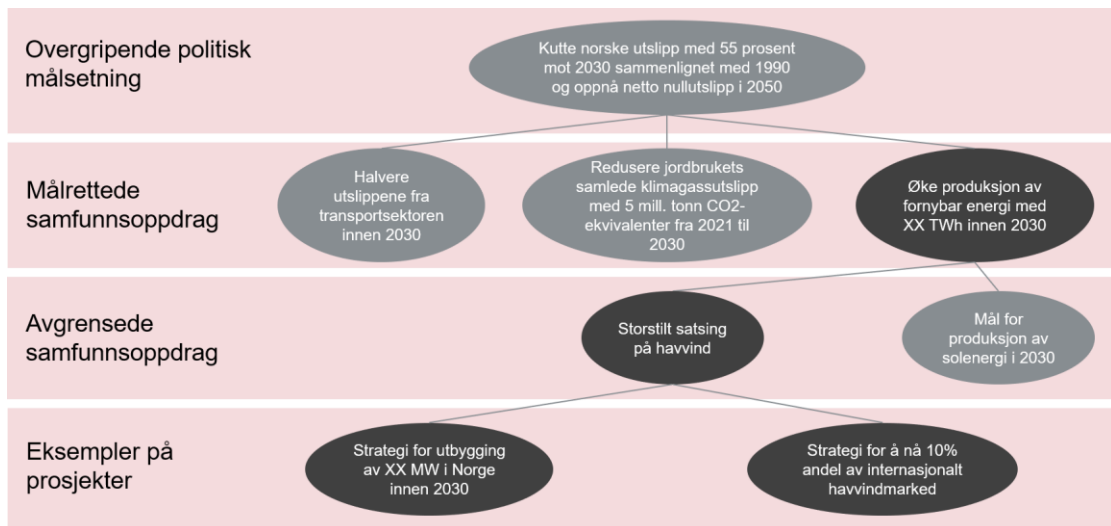 Overgripende politisk
målsetning
Kutte norske utslipp med 55 prosent
mot 2030 sammenlignet med 1990
og oppnå netto nullutslipp i 2050
Målrettede
samfunnsoppdrag
Halvere
utslippene fra
transportsektoren
innen 2030
Redusere jordbrukets
samlede klimagassutslipp
med 5 mill. tonn CO2-
ekvivalenter fra 2021 til
2030
Øke produksjon av
fornybar energi med
XX TWh innen 2030
Avgrensede
samfunnsoppdrag
Storstilt satsing
på havvind
Mål for
produksjon av
solenergi i 2030
Eksempler på
prosjekter
Strategi for utbygging
av XX MW i Norge
innen 2030
Strategi for å nå 10%
andel av internasjonalt
havvindmarked